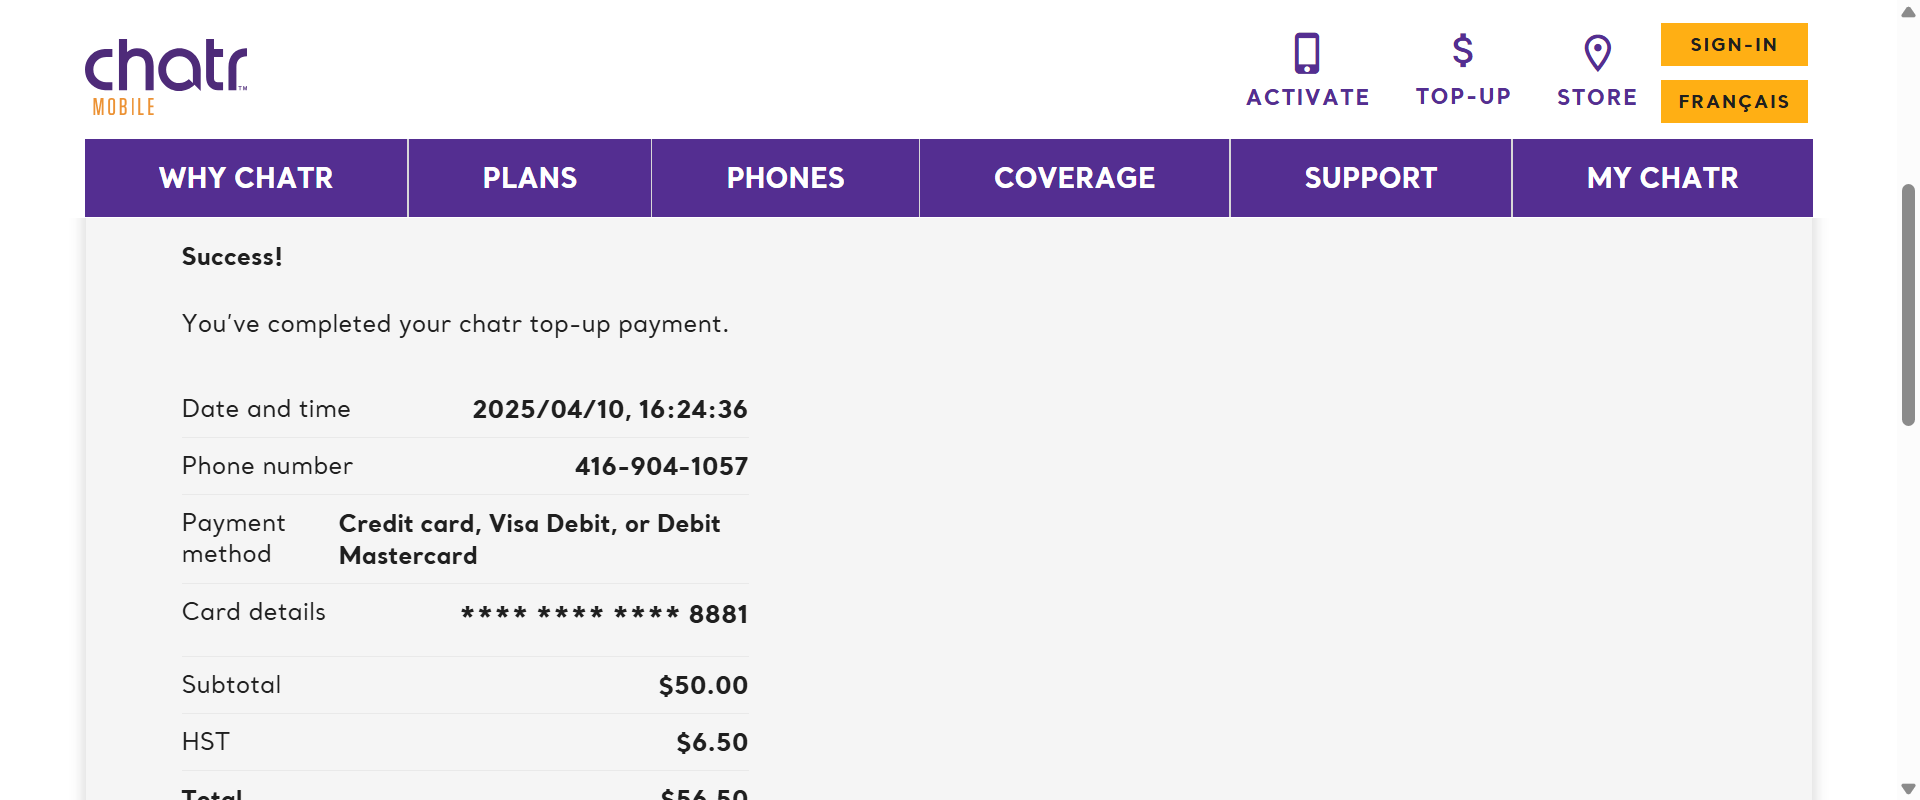 chatr™
MOBILE
ACTIVATE
TOP-UP
STORE
SIGN-IN
FRANÇAIS
WHY CHATR
PLANS
PHONES
COVERAGE
SUPPORT
MY CHATR
Success!
You've completed your chatr top-up payment.
Date and time 2025/04/10, 16:24:36
Phone number 416-904-1057
Payment method Credit card, Visa Debit, or Debit Mastercard
Card details **** **** **** 8881
Subtotal $50.00
HST $6.50
Total $56.50